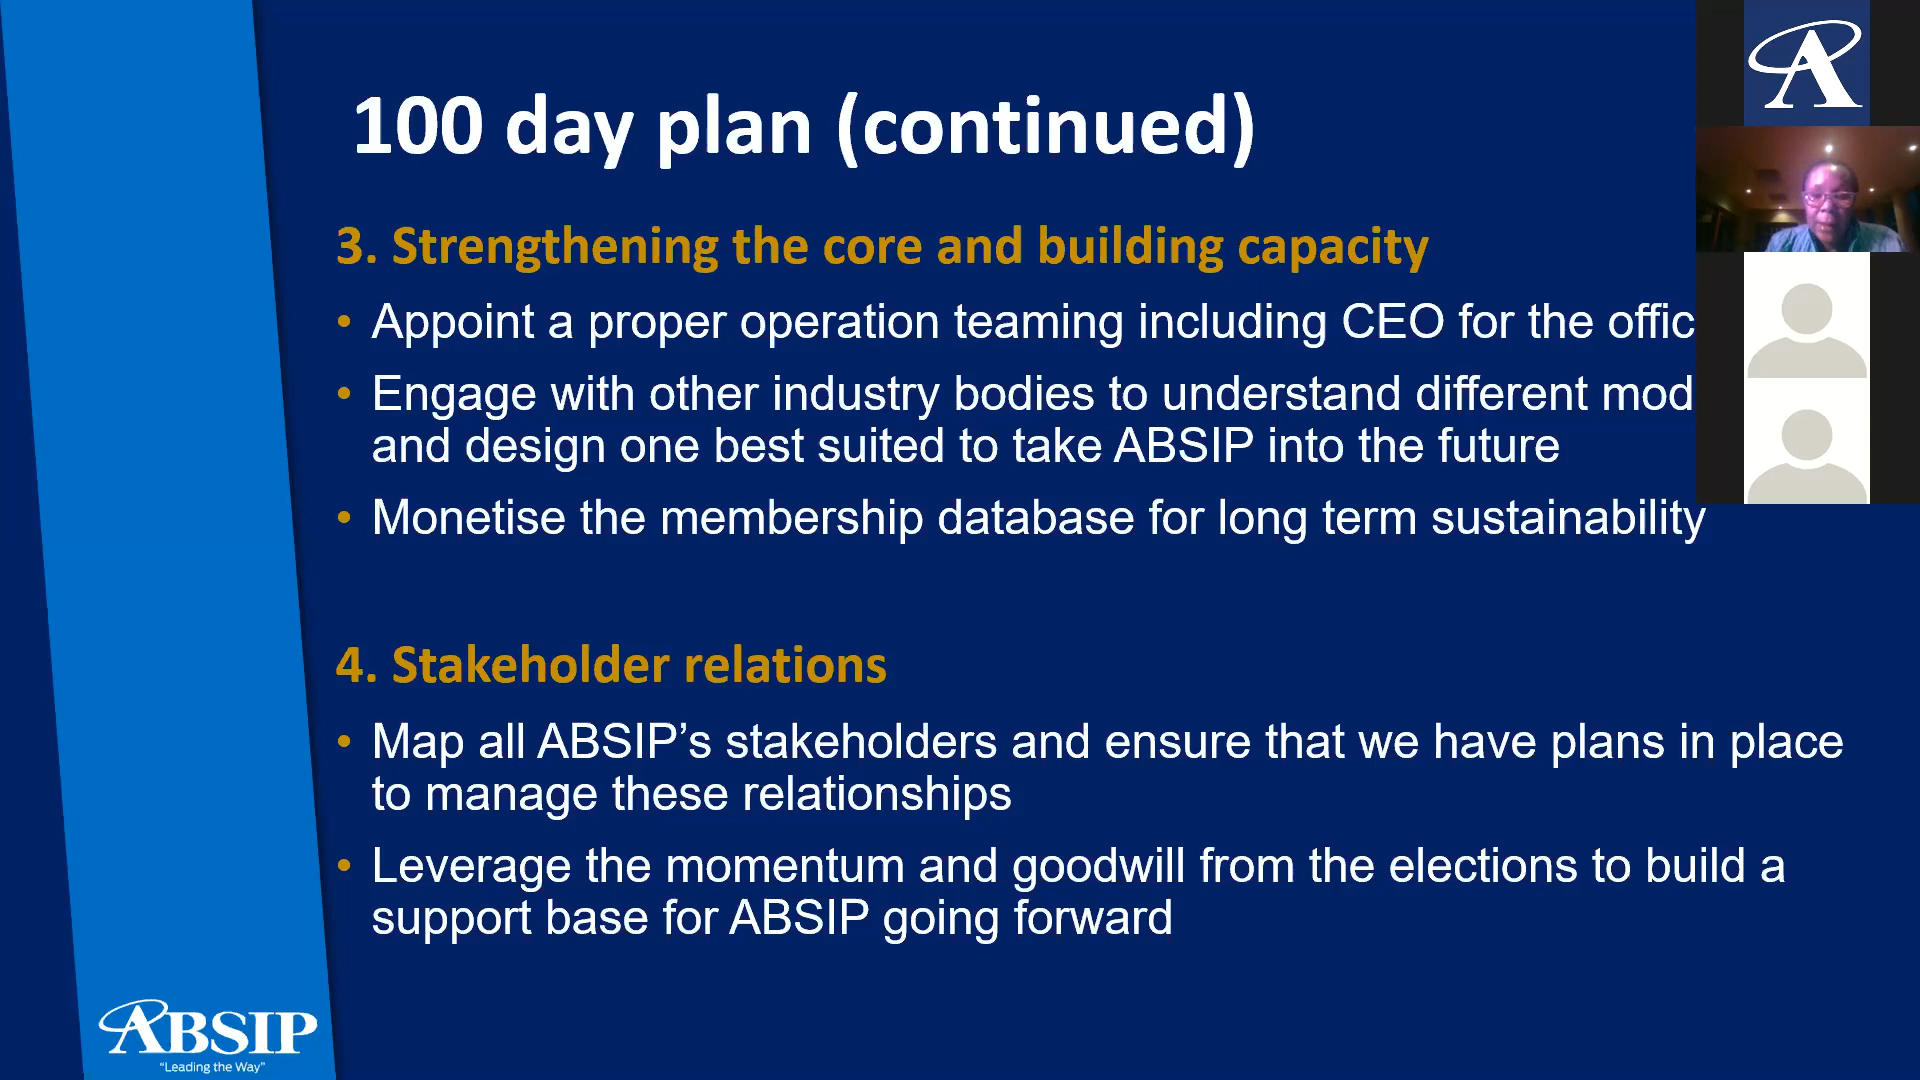 100 day plan (continued)
3. Strengthening the core and building capacity
• Appoint a proper operation teaming including CEO for the offic
• Engage with other industry bodies to understand different mod
and design one best suited to take ABSIP into the future
• Monetise the membership database for long term sustainability
4. Stakeholder relations
• Map all ABSIP’s stakeholders and ensure that we have plans in place
to manage these relationships
• Leverage the momentum and goodwill from the elections to build a
support base for ABSIP going forward
ABSIP
“Leading the Way”
A